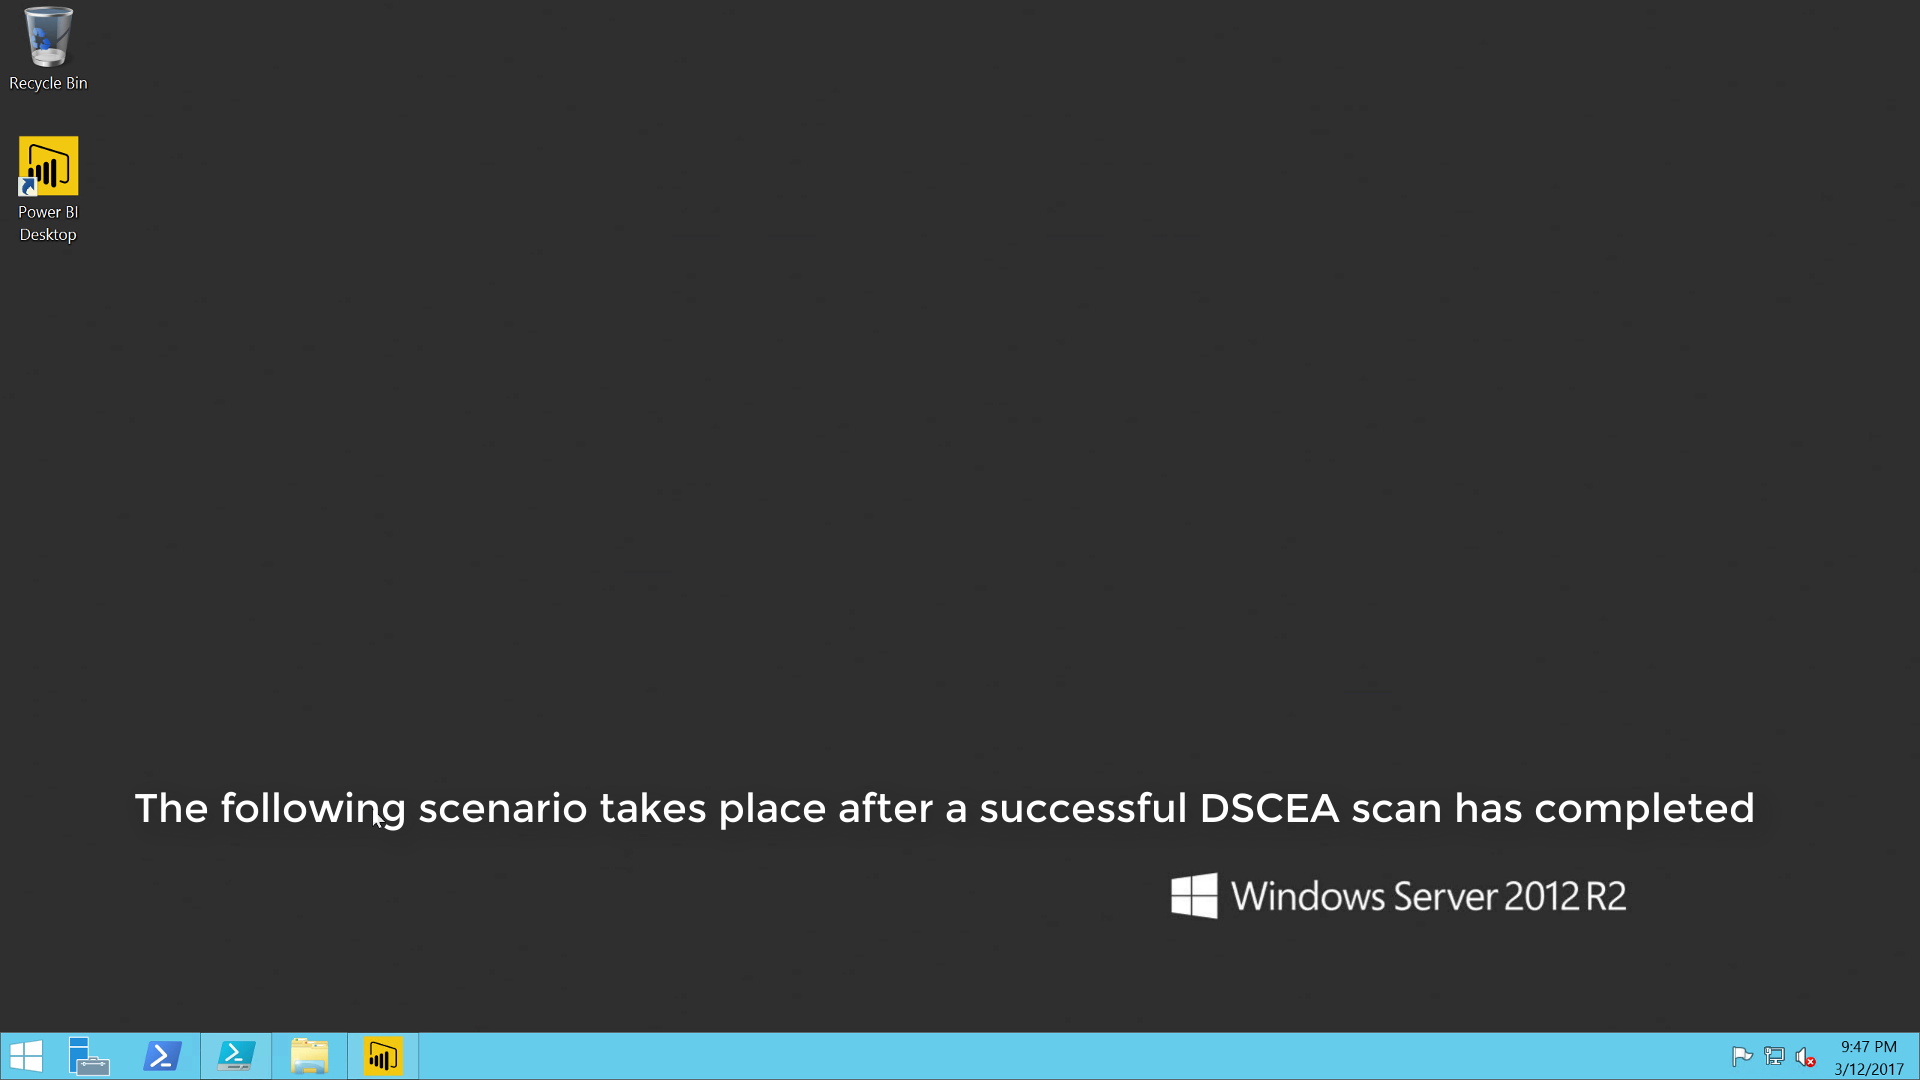 Recycle Bin
Power BI
Desktop
The following scenario takes place after a successful DSCEA scan has completed
Windows Server 2012 R2
9:47 PM
3/12/2017